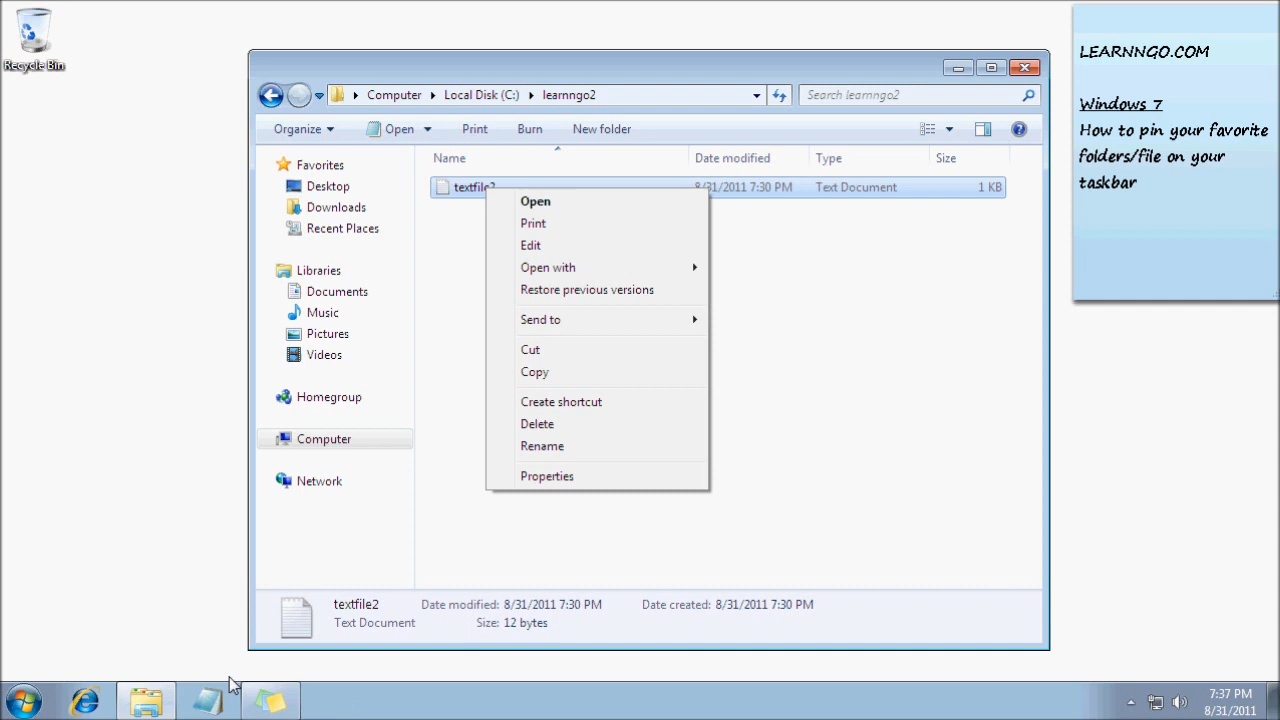 Recycle Bin
LEARNNGO.COM
Windows 7
How to pin your favorite
folders/file on your
taskbar
Computer Local Disk (C:) learnngo2
Search learnngo2
Organize Open Print Burn New folder
Name Date modified Type Size
textfile2 8/31/2011 7:30 PM Text Document 1 KB
Favorites
Desktop
Downloads
Recent Places
Libraries
Documents
Music
Pictures
Videos
Homegroup
Computer
Network
Open
Print
Edit
Open with
Restore previous versions
Send to
Cut
Copy
Create shortcut
Delete
Rename
Properties
textfile2 Date modified: 8/31/2011 7:30 PM Date created: 8/31/2011 7:30 PM
Text Document Size: 12 bytes
7:37 PM
8/31/2011